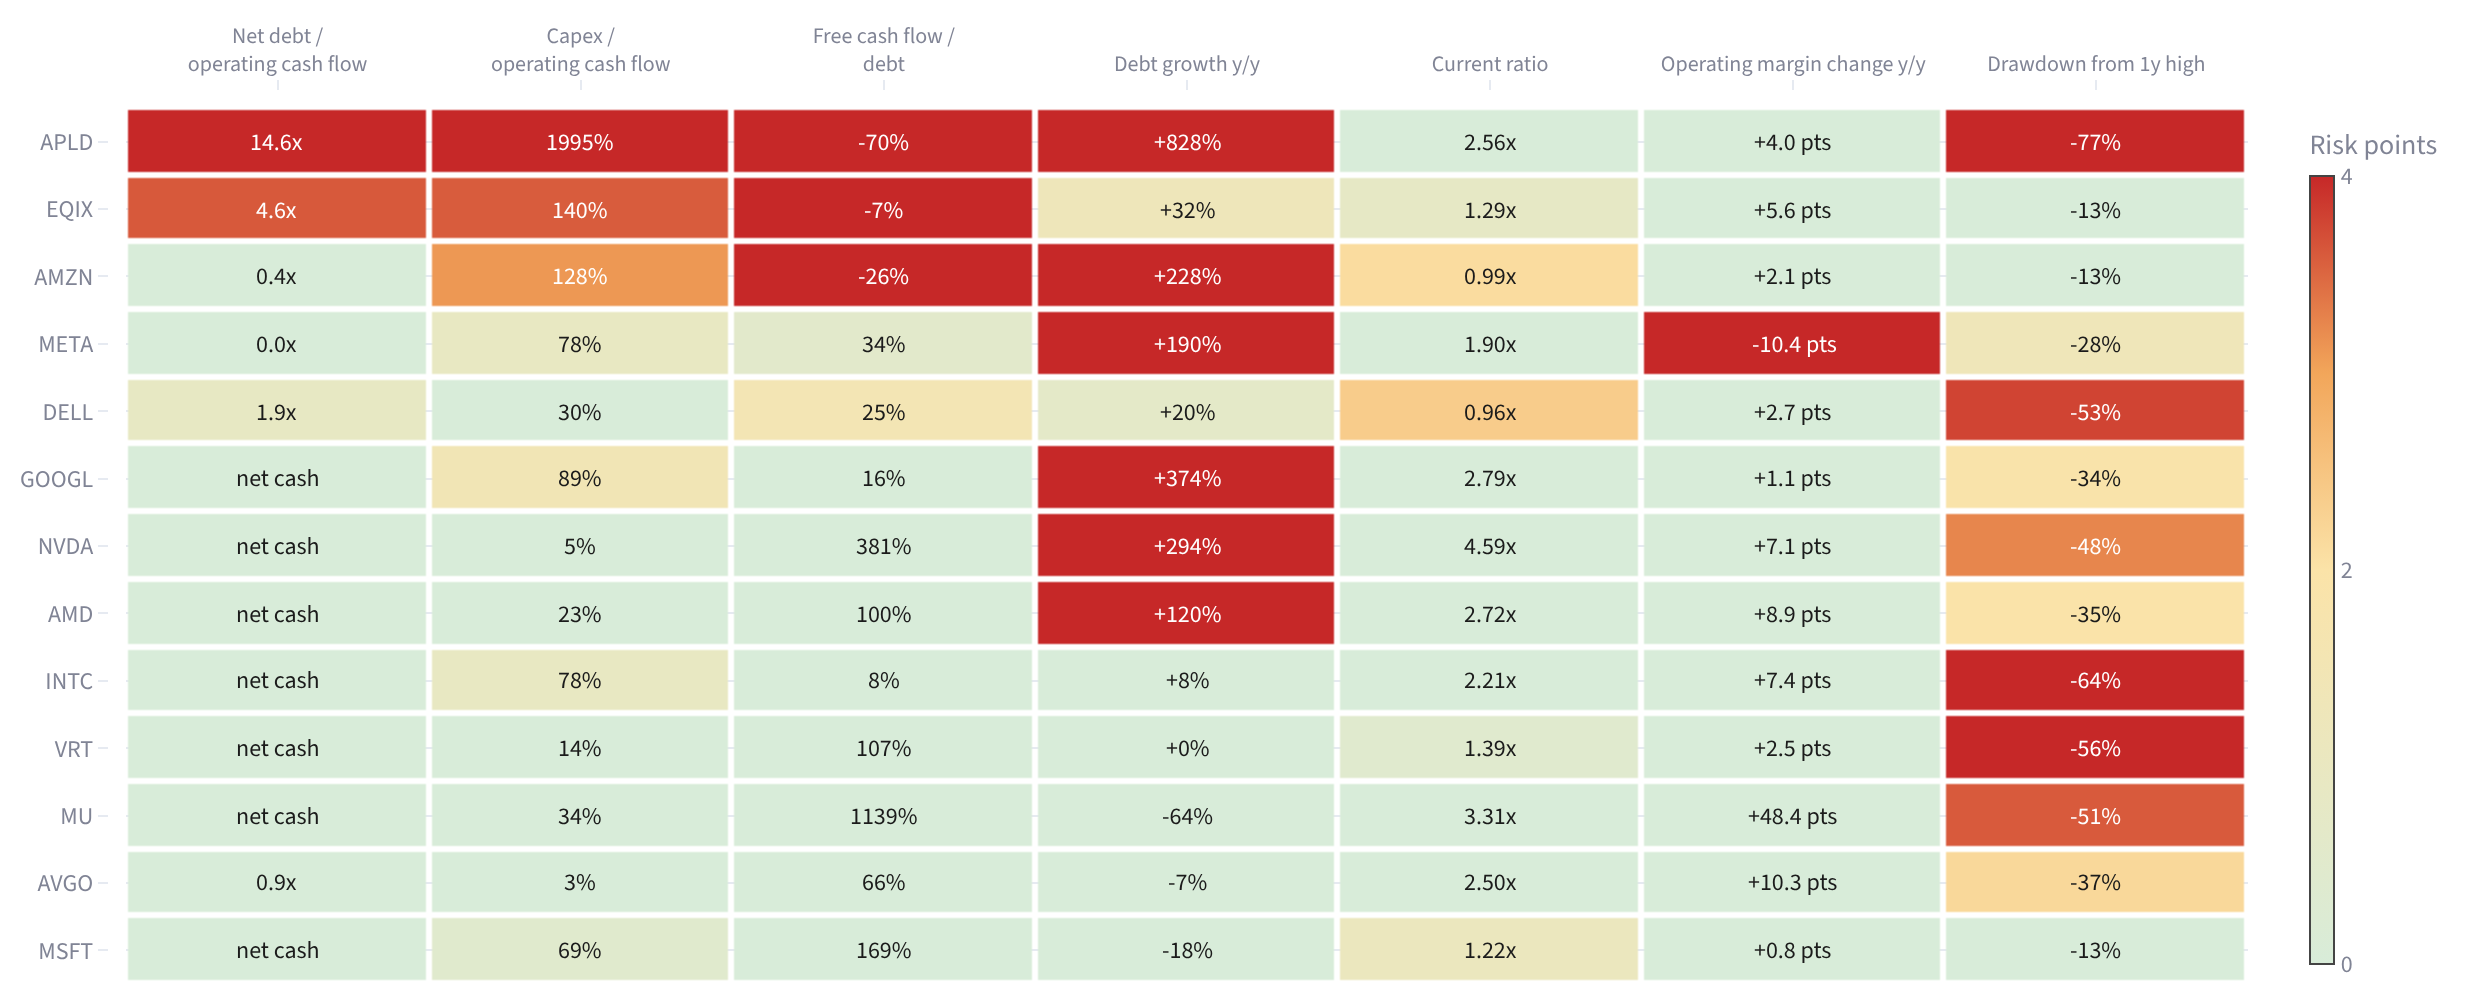 Net debt /
operating cash flow
Capex /
operating cash flow
Free cash flow /
debt
Debt growth y/y
Current ratio
Operating margin change y/y
Drawdown from 1y high
APLD 14.6x 1995% -70% +828% 2.56x +4.0 pts -77%
EQIX 4.6x 140% -7% +32% 1.29x +5.6 pts -13%
AMZN 0.4x 128% -26% +228% 0.99x +2.1 pts -13%
META 0.0x 78% 34% +190% 1.90x -10.4 pts -28%
DELL 1.9x 30% 25% +20% 0.96x +2.7 pts -53%
GOOGL net cash 89% 16% +374% 2.79x +1.1 pts -34%
NVDA net cash 5% 381% +294% 4.59x +7.1 pts -48%
AMD net cash 23% 100% +120% 2.72x +8.9 pts -35%
INTC net cash 78% 8% +8% 2.21x +7.4 pts -64%
VRT net cash 14% 107% +0% 1.39x +2.5 pts -56%
MU net cash 34% 1139% -64% 3.31x +48.4 pts -51%
AVGO 0.9x 3% 66% -7% 2.50x +10.3 pts -37%
MSFT net cash 69% 169% -18% 1.22x +0.8 pts -13%
Risk points
4
2
0